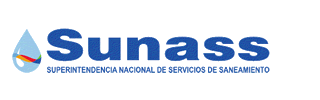 Sunass
SUPERINTENDENCIA NACIONAL DE SERVICIOS DE SANEAMIENTO